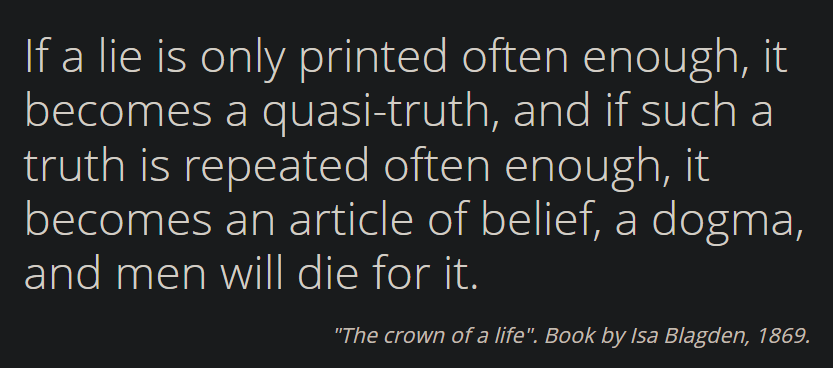 If a lie is only printed often enough, it
becomes a quasi-truth, and if such a
truth is repeated often enough, it
becomes an article of belief, a dogma,
and men will die for it.
"The crown of a life". Book by Isa Blagden, 1869.